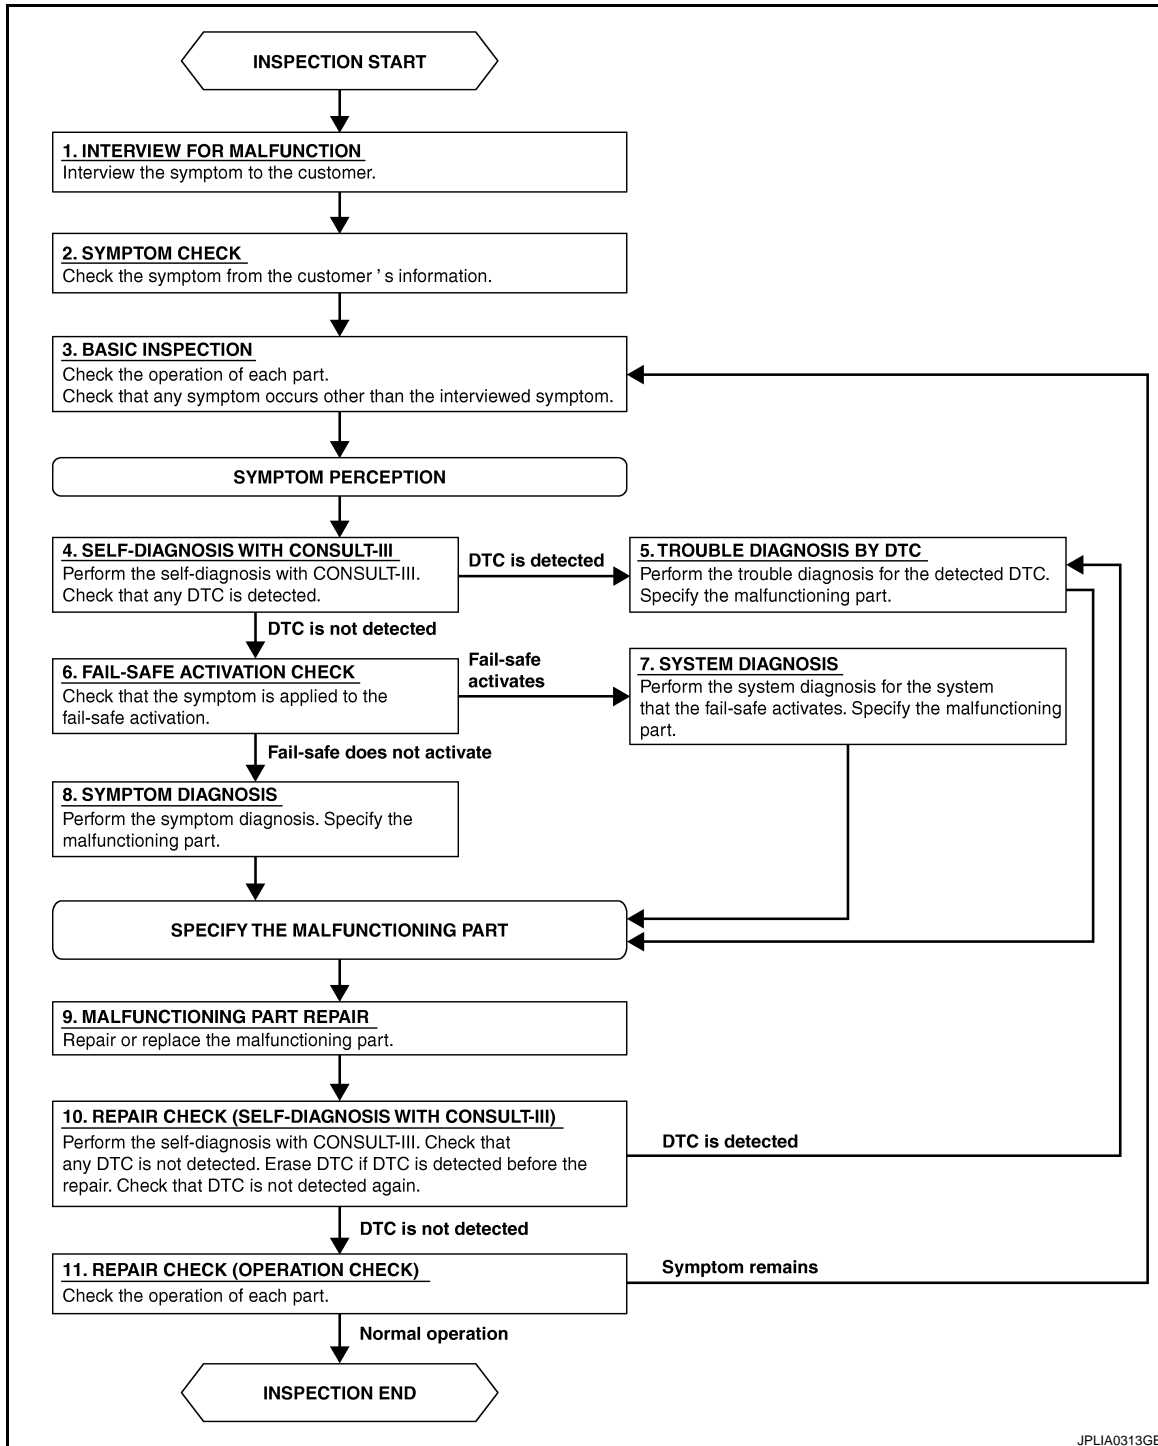 INSPECTION START
1. INTERVIEW FOR MALFUNCTION
Interview the symptom to the customer.
2. SYMPTOM CHECK
Check the symptom from the customer ’ s information.
3. BASIC INSPECTION
Check the operation of each part.
Check that any symptom occurs other than the interviewed symptom.
SYMPTOM PERCEPTION
4. SELF-DIAGNOSIS WITH CONSULT-III
Perform the self-diagnosis with CONSULT-III.
Check that any DTC is detected.
DTC is detected
5. TROUBLE DIAGNOSIS BY DTC
Perform the trouble diagnosis for the detected DTC.
Specify the malfunctioning part.
DTC is not detected
6. FAIL-SAFE ACTIVATION CHECK
Check that the symptom is applied to the
fail-safe activation.
Fail-safe
activates
7. SYSTEM DIAGNOSIS
Perform the system diagnosis for the system
that the fail-safe activates. Specify the malfunctioning
part.
Fail-safe does not activate
8. SYMPTOM DIAGNOSIS
Perform the symptom diagnosis. Specify the
malfunctioning part.
SPECIFY THE MALFUNCTIONING PART
9. MALFUNCTIONING PART REPAIR
Repair or replace the malfunctioning part.
10. REPAIR CHECK (SELF-DIAGNOSIS WITH CONSULT-III)
Perform the self-diagnosis with CONSULT-III. Check that
any DTC is not detected. Erase DTC if DTC is detected before the
repair. Check that DTC is not detected again.
DTC is detected
DTC is not detected
11. REPAIR CHECK (OPERATION CHECK)
Check the operation of each part.
Symptom remains
Normal operation
INSPECTION END
JPLIA0313GB